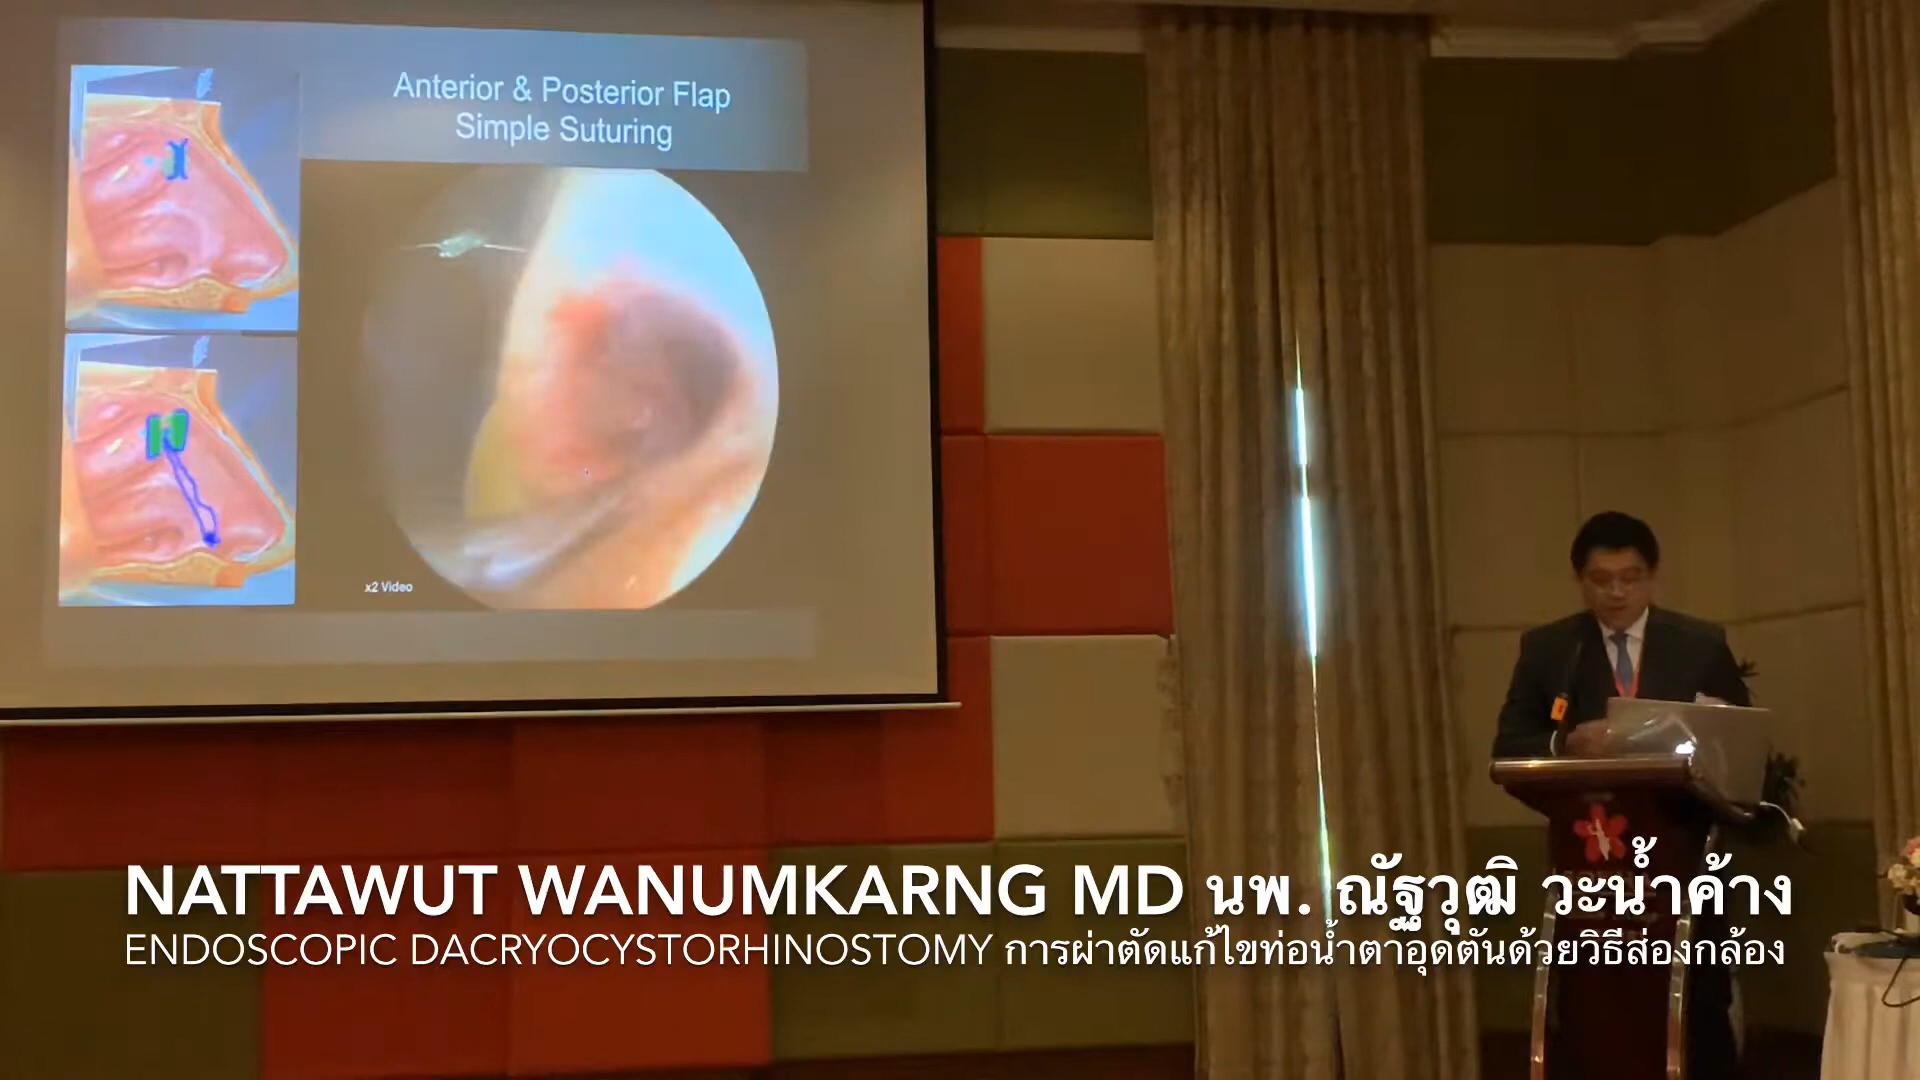 Anterior & Posterior Flap
Simple Suturing
x2 Video
NATTAWUT WANUMKARNG MD นพ. ณัฐวุฒิ วะน้ำค้าง
ENDOSCOPIC DACRYOCYSTORHINOSTOMY การผ่าตัดแก้ไขท่อน้ำตาอุดตันด้วยวิธีส่องกล้อง